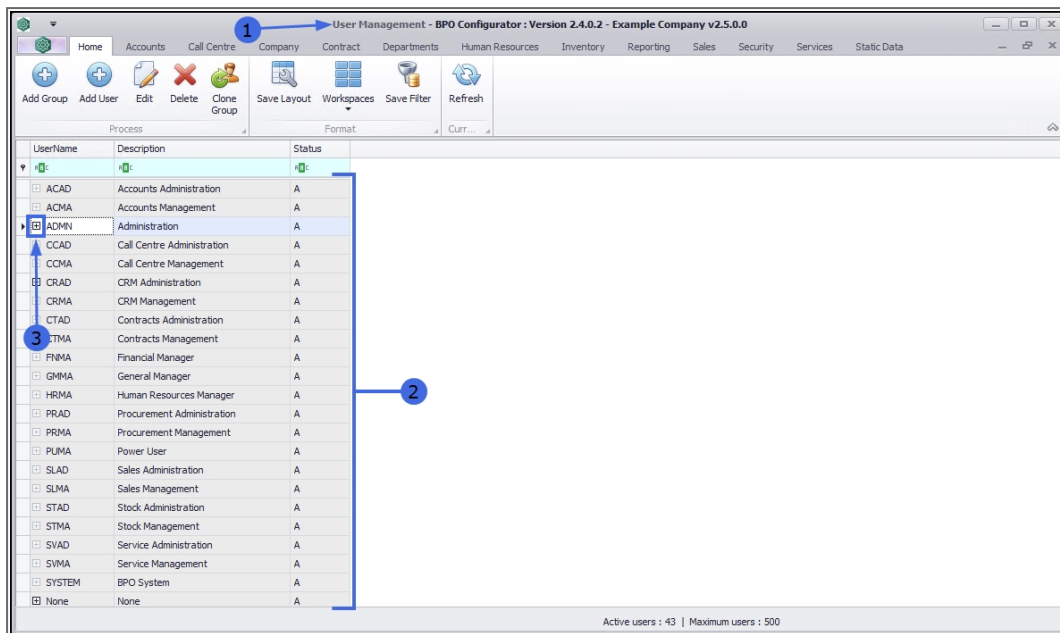 1
User Management - BPO Configurator : Version 2.4.0.2 - Example Company v2.5.0.0
Home Accounts Call Centre Company Contract Departments Human Resources Inventory Reporting Sales Security Services Static Data
Add Group Add User Edit Delete Clone Group Save Layout Workspaces Save Filter Refresh
Process Format Curr...
UserName Description Status
ACAD Accounts Administration A
ACMA Accounts Management A
ADMN Administration A
CCAD Call Centre Administration A
CCMA Call Centre Management A
CRAD CRM Administration A
CRMA CRM Management A
CTAD Contracts Administration A
3 CTMA Contracts Management A
FNMA Financial Manager A
GMMA General Manager A
HRMA Human Resources Manager A
2
PRAD Procurement Administration A
PRMA Procurement Management A
PUMA Power User A
SLAD Sales Administration A
SLMA Sales Management A
STAD Stock Administration A
STMA Stock Management A
SVAD Service Administration A
SVMA Service Management A
SYSTEM BPO System A
None None A
Active users : 43 | Maximum users : 500